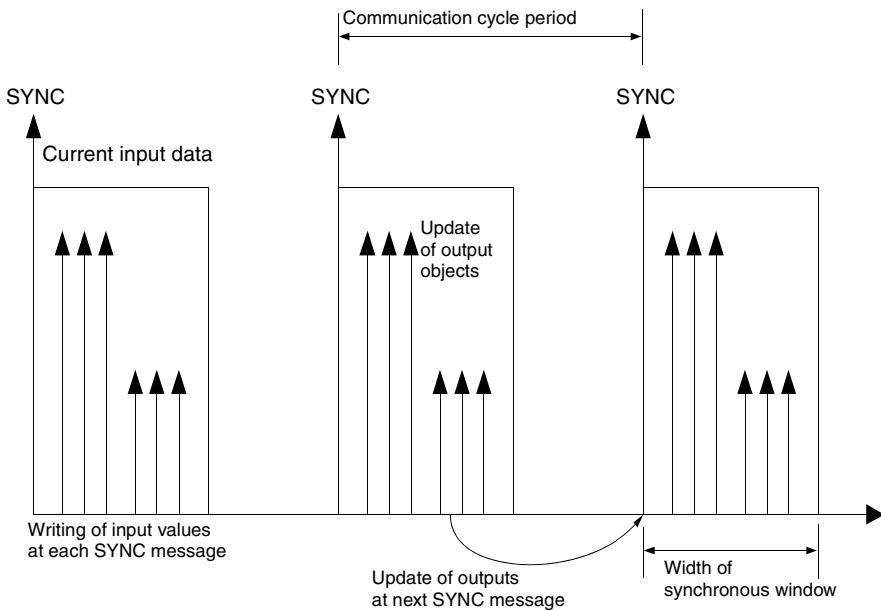 Communication cycle period
SYNC
SYNC
SYNC
Current input data
Update
of output
objects
Writing of input values
at each SYNC message
Update of outputs
at next SYNC message
Width of
synchronous window